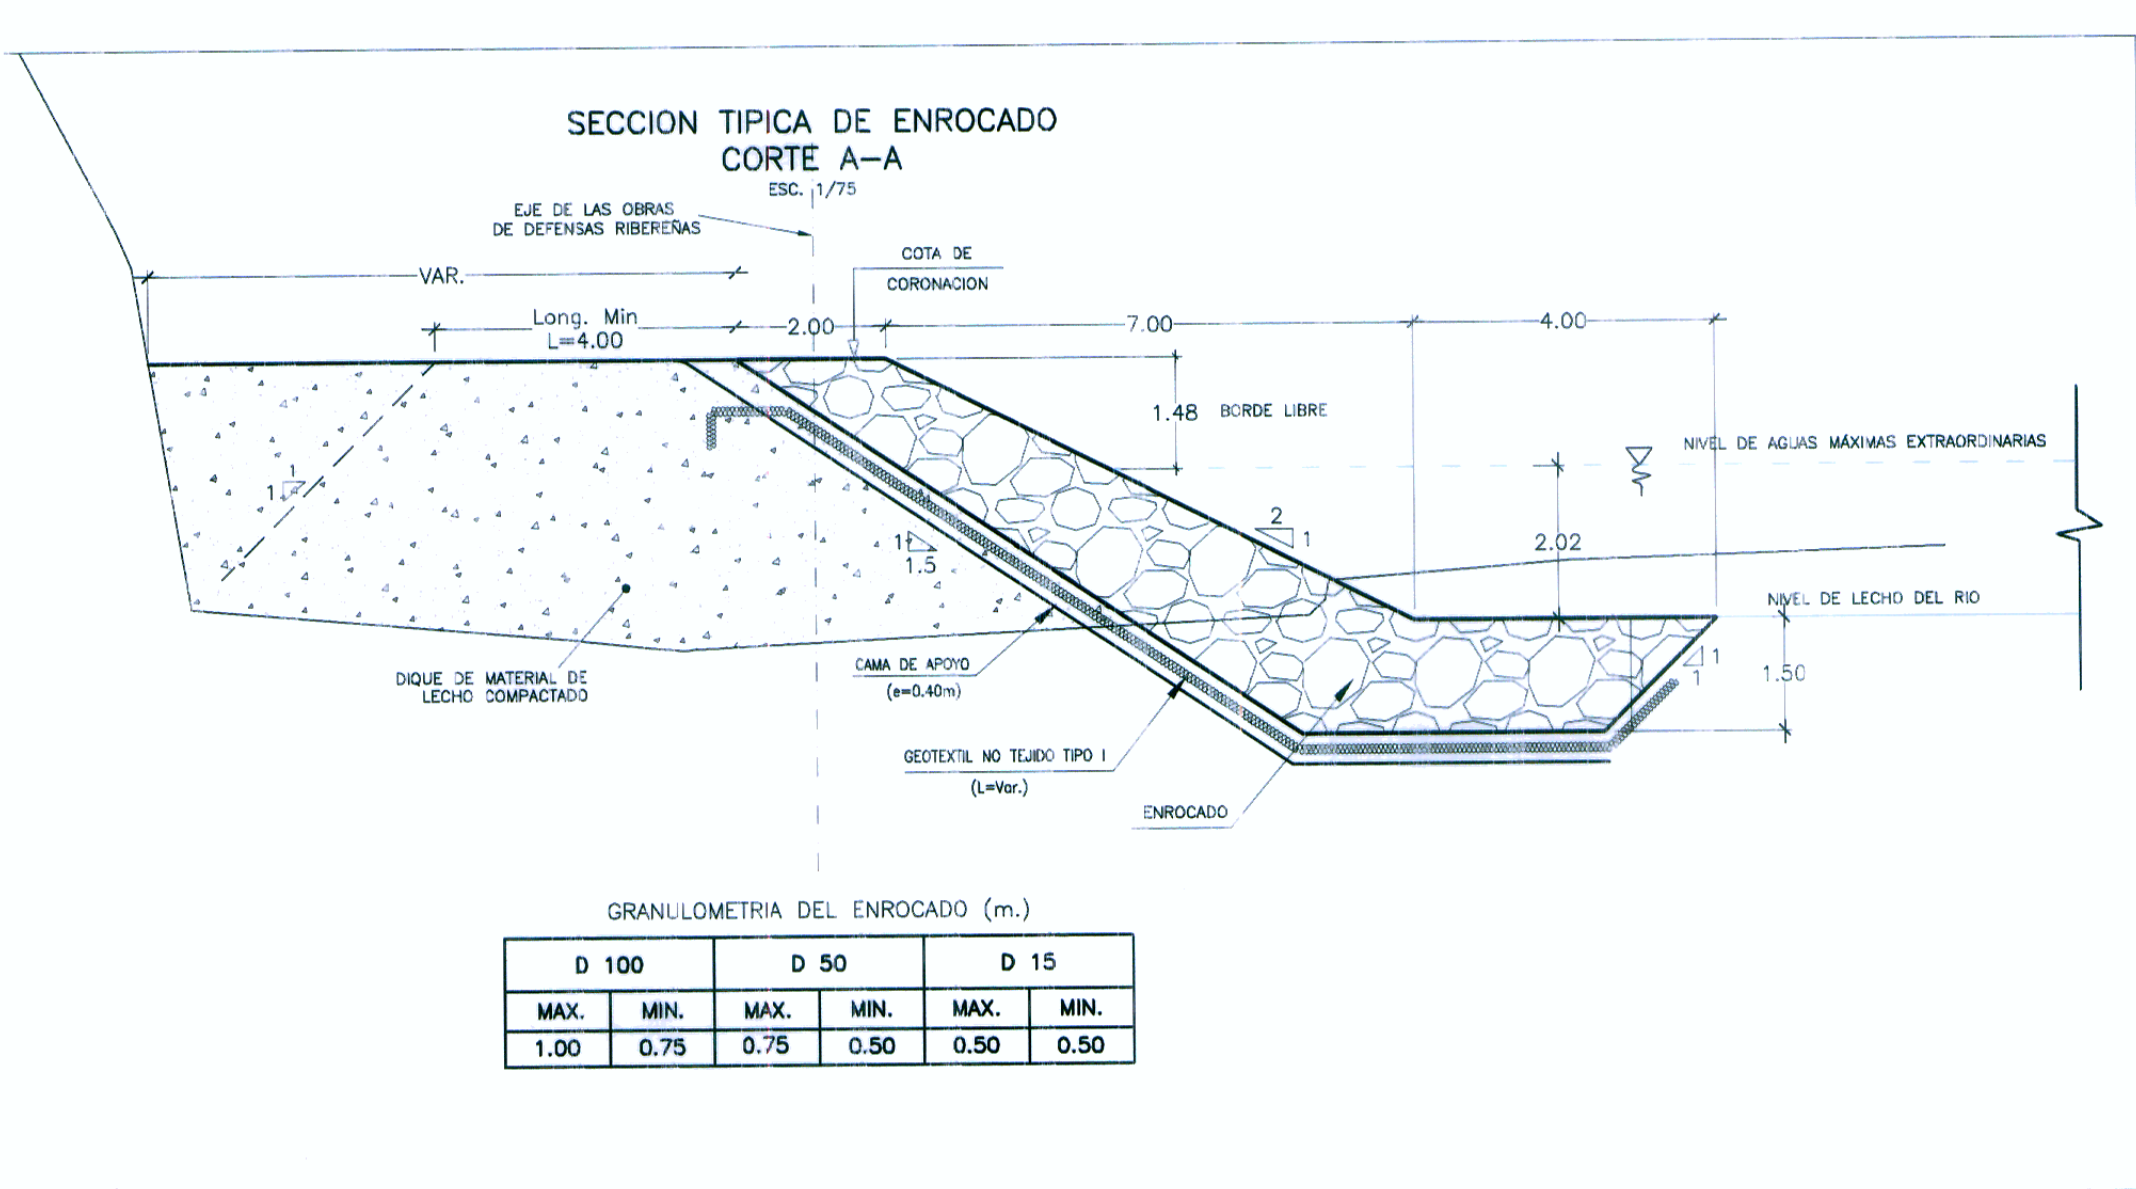 SECCION TIPICA DE ENROCADO
CORTE A-A
ESC. 1/75
EJE DE LAS OBRAS
DE DEFENSAS RIBEREÑAS
COTA DE
CORONACION
VAR.
Long. Min
L=4.00
2.00
7.00
4.00
1.48 BORDE LIBRE
NIVEL DE AGUAS MÁXIMAS EXTRAORDINARIAS
1
1
2
1
1
1.5
2.02
NIVEL DE LECHO DEL RIO
1
1
1.50
DIQUE DE MATERIAL DE
LECHO COMPACTADO
CAMA DE APOYO
(e=0.40m)
GEOTEXTIL NO TEJIDO TIPO I
(L=Var.)
ENROCADO
GRANULOMETRIA DEL ENROCADO (m.)
D 100 D 50 D 15
MAX. MIN. MAX. MIN. MAX. MIN.
1.00 0.75 0.75 0.50 0.50 0.50